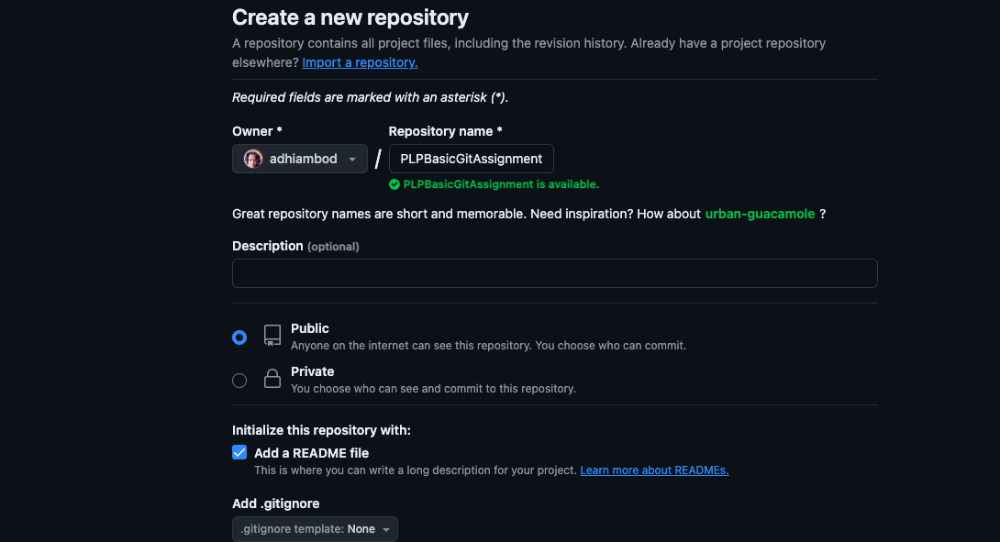 Create a new repository
A repository contains all project files, including the revision history. Already have a project repository
elsewhere? Import a repository.
Required fields are marked with an asterisk (*).
Owner * Repository name *
adhiambod / PLPBasicGitAssignment
PLPBasicGitAssignment is available.
Great repository names are short and memorable. Need inspiration? How about urban-guacamole ?
Description (optional)
Public
Anyone on the internet can see this repository. You choose who can commit.
Private
You choose who can see and commit to this repository.
Initialize this repository with:
Add a README file
This is where you can write a long description for your project. Learn more about READMEs.
Add .gitignore
.gitignore template: None